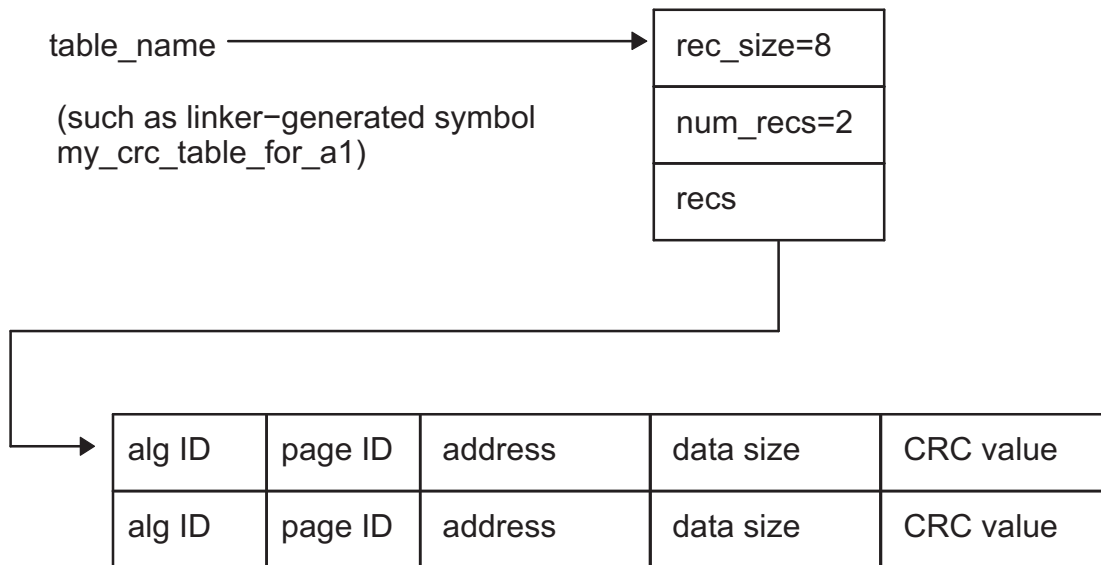 table_name
rec_size=8
(such as linker−generated symbol
my_crc_table_for_a1)
num_recs=2
recs
alg ID page ID address data size CRC value
alg ID page ID address data size CRC value